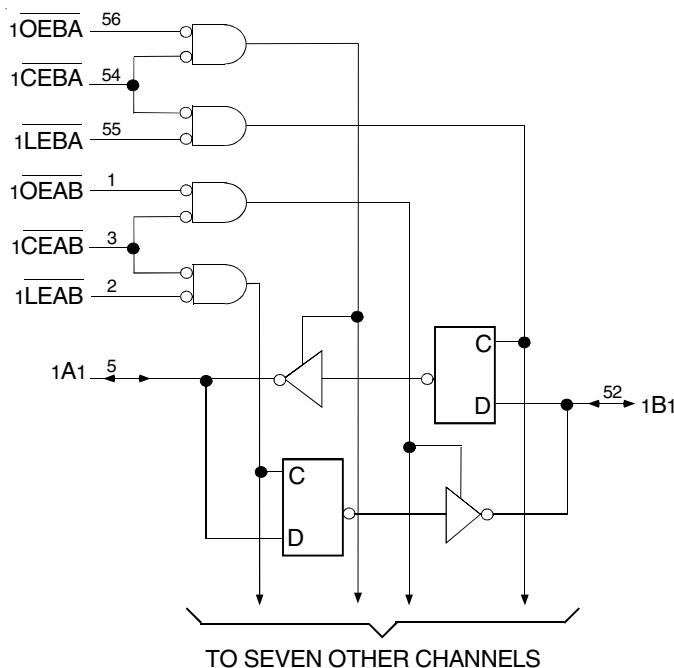 1OEBA 56
1CEBA 54
1LEBA 55
1OEAB 1
1CEAB 3
1LEAB 2
C
1A1 5
D
52 1B1
C
D
TO SEVEN OTHER CHANNELS